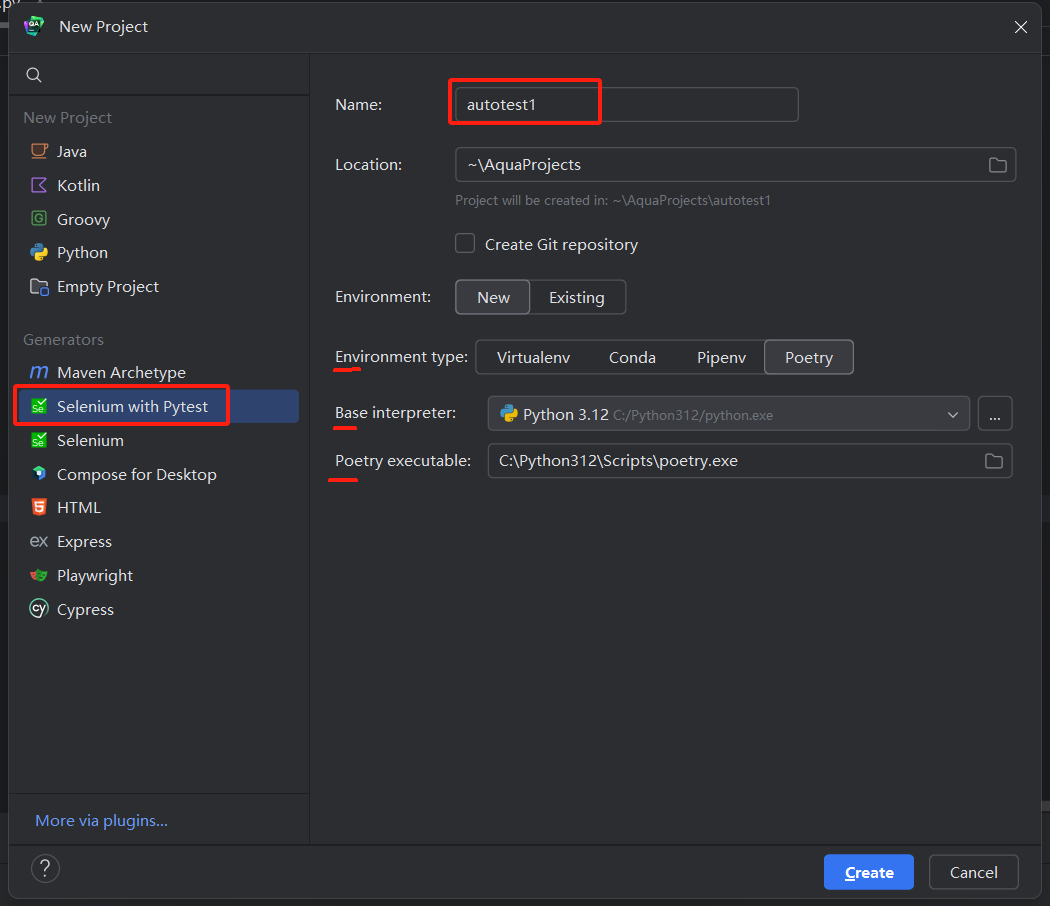 New Project
New Project
Java
Kotlin
Groovy
Python
Empty Project
Generators
Maven Archetype
Selenium with Pytest
Selenium
Compose for Desktop
HTML
Express
Playwright
Cypress
More via plugins...
Name: autotest1
Location: ~\AquaProjects
Project will be created in: ~\AquaProjects\autotest1
Create Git repository
Environment: New Existing
Environment type: Virtualenv Conda Pipenv Poetry
Base interpreter: Python 3.12 C:/Python312/python.exe ...
Poetry executable: C:\Python312\Scripts\poetry.exe
? Create Cancel